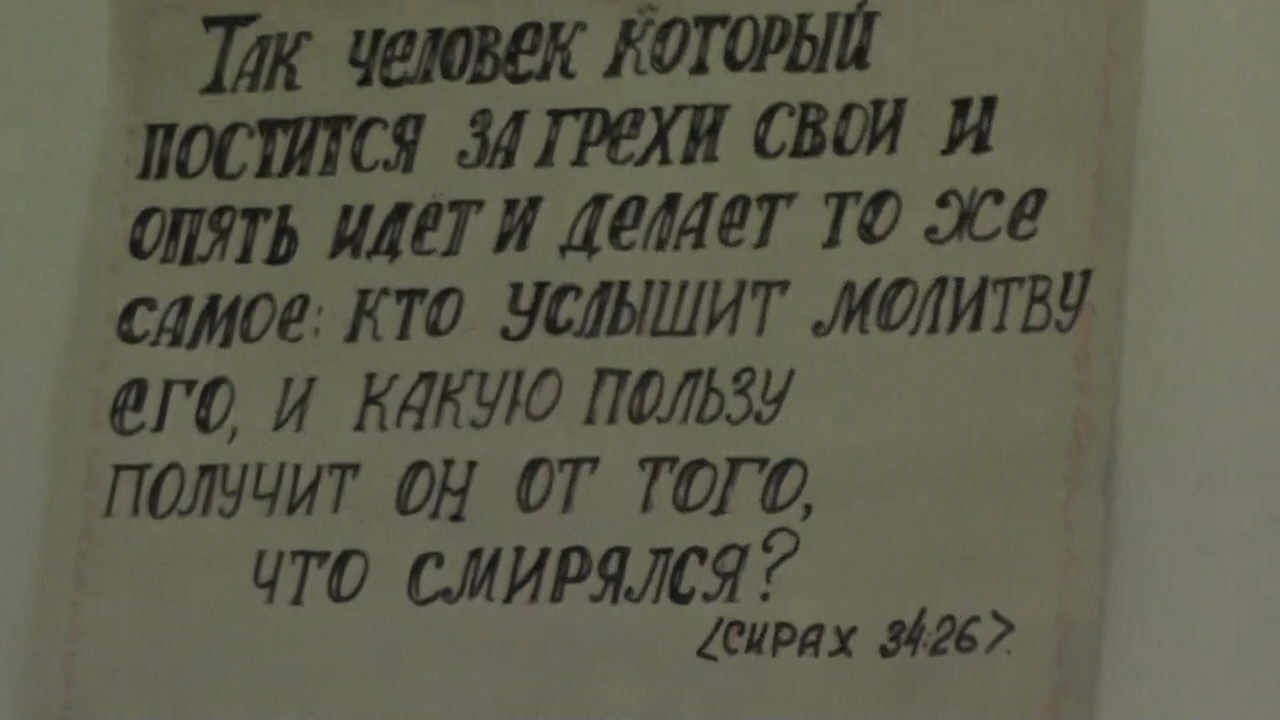 Так человек который
постится за грехи свои и
опять идёт и делает то же
самое: кто услышит молитву
его, и какую пользу
получит он от того,
что смирялся?
<Сирах 34:26>.